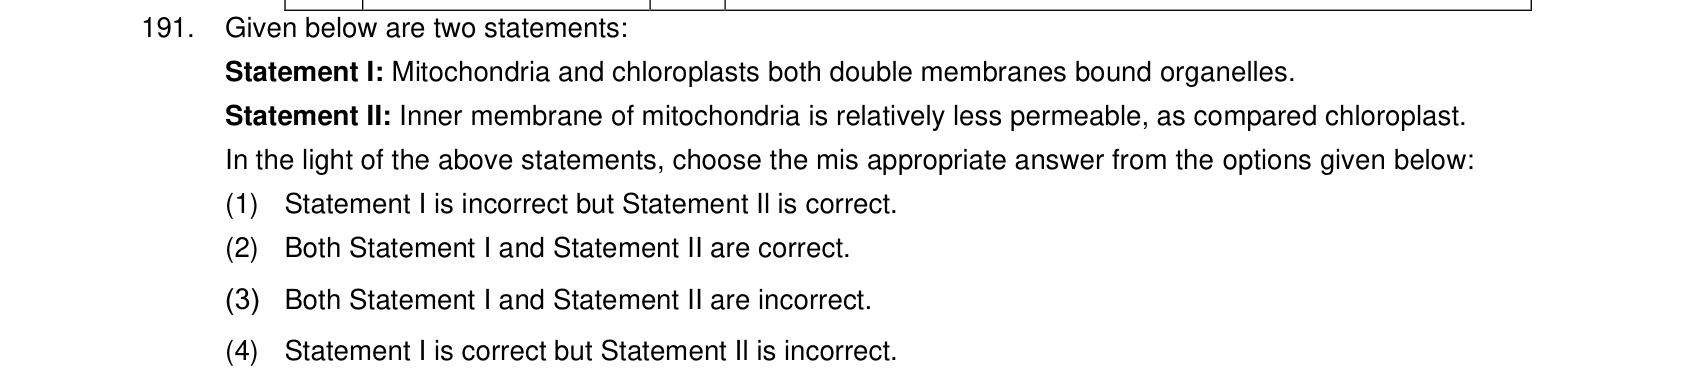 191. Given below are two statements:
Statement I: Mitochondria and chloroplasts both double membranes bound organelles.
Statement II: Inner membrane of mitochondria is relatively less permeable, as compared chloroplast.
In the light of the above statements, choose the mis appropriate answer from the options given below:
(1) Statement I is incorrect but Statement II is correct.
(2) Both Statement I and Statement II are correct.
(3) Both Statement I and Statement II are incorrect.
(4) Statement I is correct but Statement II is incorrect.